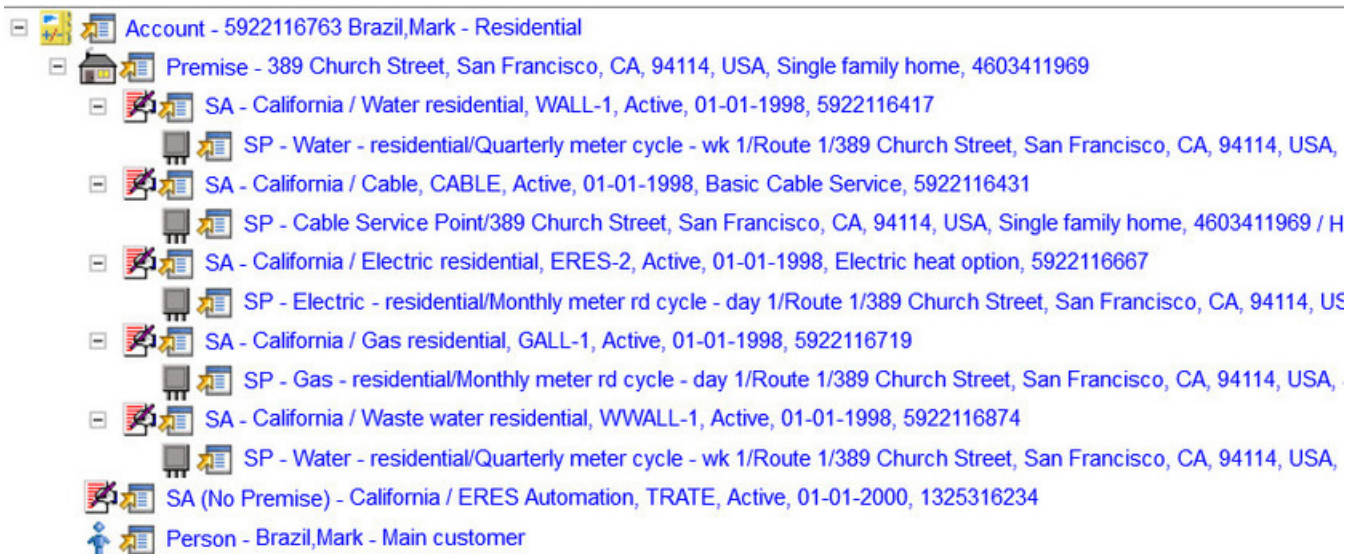 Account - 5922116763 Brazil,Mark - Residential
Premise - 389 Church Street, San Francisco, CA, 94114, USA, Single family home, 4603411969
SA - California / Water residential, WALL-1, Active, 01-01-1998, 5922116417
SP - Water - residential/Quarterly meter cycle - wk 1/Route 1/389 Church Street, San Francisco, CA, 94114, USA,
SA - California / Cable, CABLE, Active, 01-01-1998, Basic Cable Service, 5922116431
SP - Cable Service Point/389 Church Street, San Francisco, CA, 94114, USA, Single family home, 4603411969 / H
SA - California / Electric residential, ERES-2, Active, 01-01-1998, Electric heat option, 5922116667
SP - Electric - residential/Monthly meter rd cycle - day 1/Route 1/389 Church Street, San Francisco, CA, 94114, US
SA - California / Gas residential, GALL-1, Active, 01-01-1998, 5922116719
SP - Gas - residential/Monthly meter rd cycle - day 1/Route 1/389 Church Street, San Francisco, CA, 94114, USA,
SA - California / Waste water residential, WWALL-1, Active, 01-01-1998, 5922116874
SP - Water - residential/Quarterly meter cycle - wk 1/Route 1/389 Church Street, San Francisco, CA, 94114, USA,
SA (No Premise) - California / ERES Automation, TRATE, Active, 01-01-2000, 1325316234
Person - Brazil,Mark - Main customer